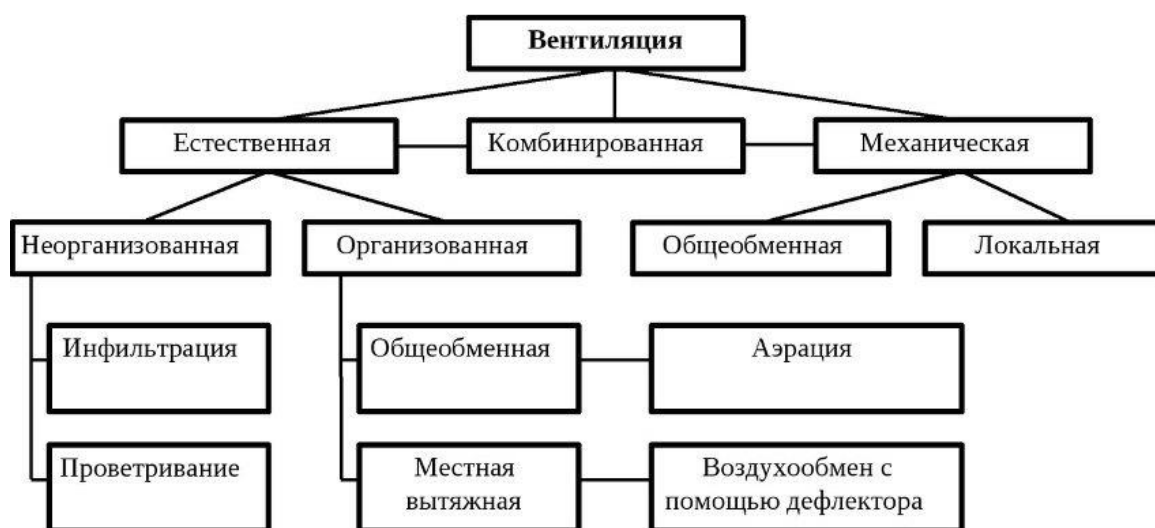 Вентиляция
Естественная
Комбинированная
Механическая
Неорганизованная
Организованная
Общеобменная
Локальная
Инфильтрация
Общеобменная
Аэрация
Проветривание
Местная
вытяжная
Воздухообмен с
помощью дефлектора